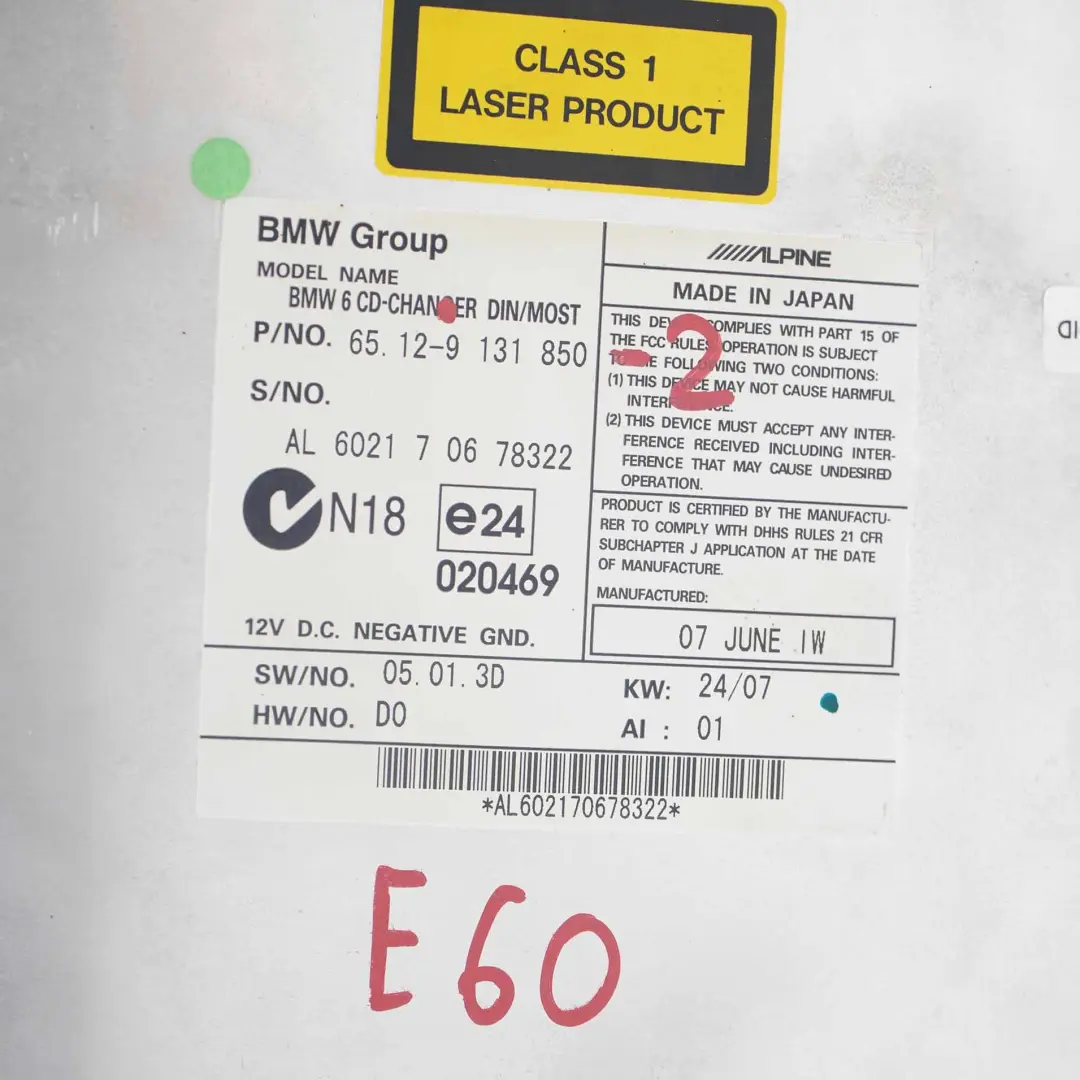 CLASS 1
LASER PRODUCT
BMW Group
MODEL NAME
BMW 6 CD-CHANGER DIN/MOST
P/NO. 65. 12-9 131 850
S/NO.
AL 6021 7 06 78322
N18 e24
020469
12V D.C. NEGATIVE GND.
ALPINE
MADE IN JAPAN
THIS DEVICE COMPLIES WITH PART 15 OF
THE FCC RULES OPERATION IS SUBJECT
TO THE FOLLOWING TWO CONDITIONS:
(1) THIS DEVICE MAY NOT CAUSE HARMFUL
INTERFERENCE.
(2) THIS DEVICE MUST ACCEPT ANY INTER-
FERENCE RECEIVED INCLUDING INTER-
FERENCE THAT MAY CAUSE UNDESIRED
OPERATION.
-2
PRODUCT IS CERTIFIED BY THE MANUFACTU-
RER TO COMPLY WITH DHHS RULES 21 CFR
SUBCHAPTER J APPLICATION AT THE DATE
OF MANUFACTURE.
MANUFACTURED:
07 JUNE IW
SW/NO. 05. 01. 3D
HW/NO. D0
KW: 24/07
AI : 01
*AL602170678322*
E60